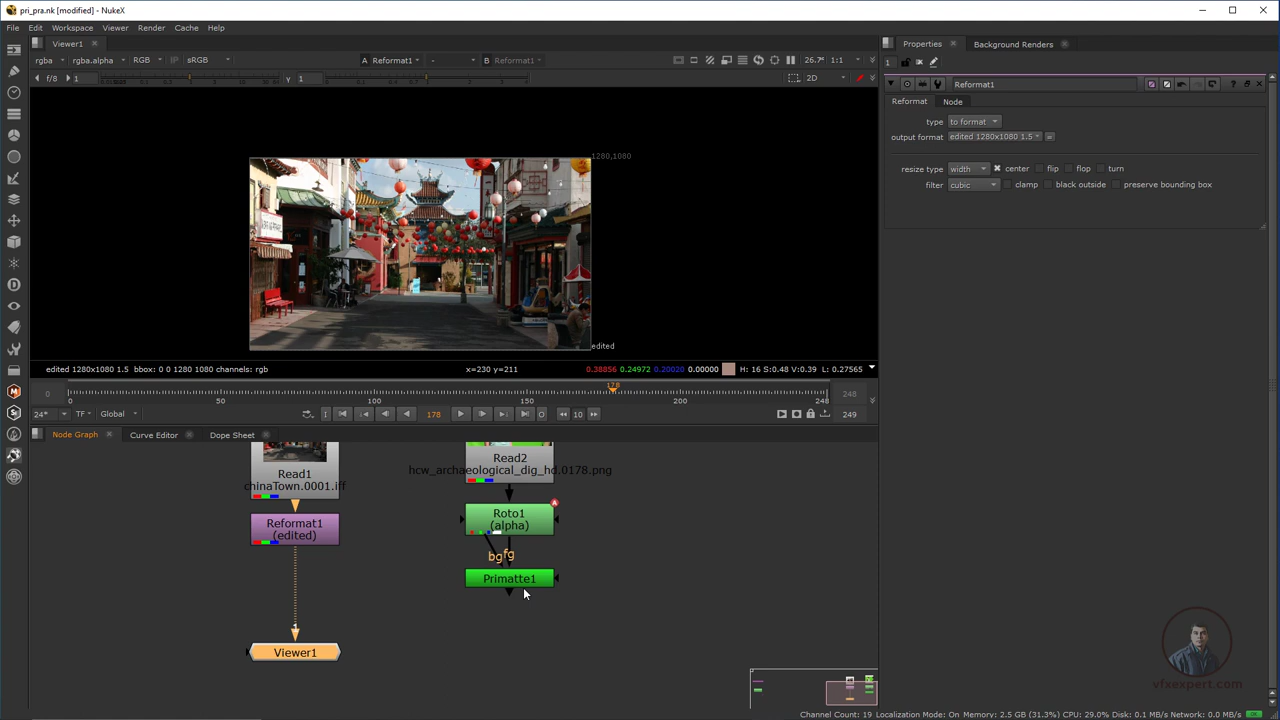 pri_pra.nk [modified] - NukeX
File Edit Workspace Viewer Render Cache Help
Viewer1
rgba rgba.alpha RGB sRGB A Reformat1 - B Reformat1 26.7 1:1
f/8 1 Y 1 2D
1280,1080
edited
edited 1280x1080 1.5 bbox: 0 0 1280 1080 channels: rgb x=230 y=211 0.38856 0.24972 0.20020 0.00000 H: 16 S:0.48 V:0.39 L: 0.27565
178
0 50 100 150 200 248 248
24* TF Global 178 10 249
Node Graph Curve Editor Dope Sheet
Read1
chinaTown.0001.iff
Reformat1
(edited)
Viewer1
Read2
hcw_archaeological_dig_hd.0178.png
Roto1
(alpha)
bg fg
Primatte1
Properties Background Renders
1
Reformat1
Reformat Node
type to format
output format edited 1280x1080 1.5 =
resize type width center flip flop turn
filter cubic clamp black outside preserve bounding box
vfxexpert.com
Channel Count: 19 Localization Mode: On Memory: 2.5 GB (31.3%) CPU: 29.0% Disk: 0.1 MB/s Network: 0.0 MB/s